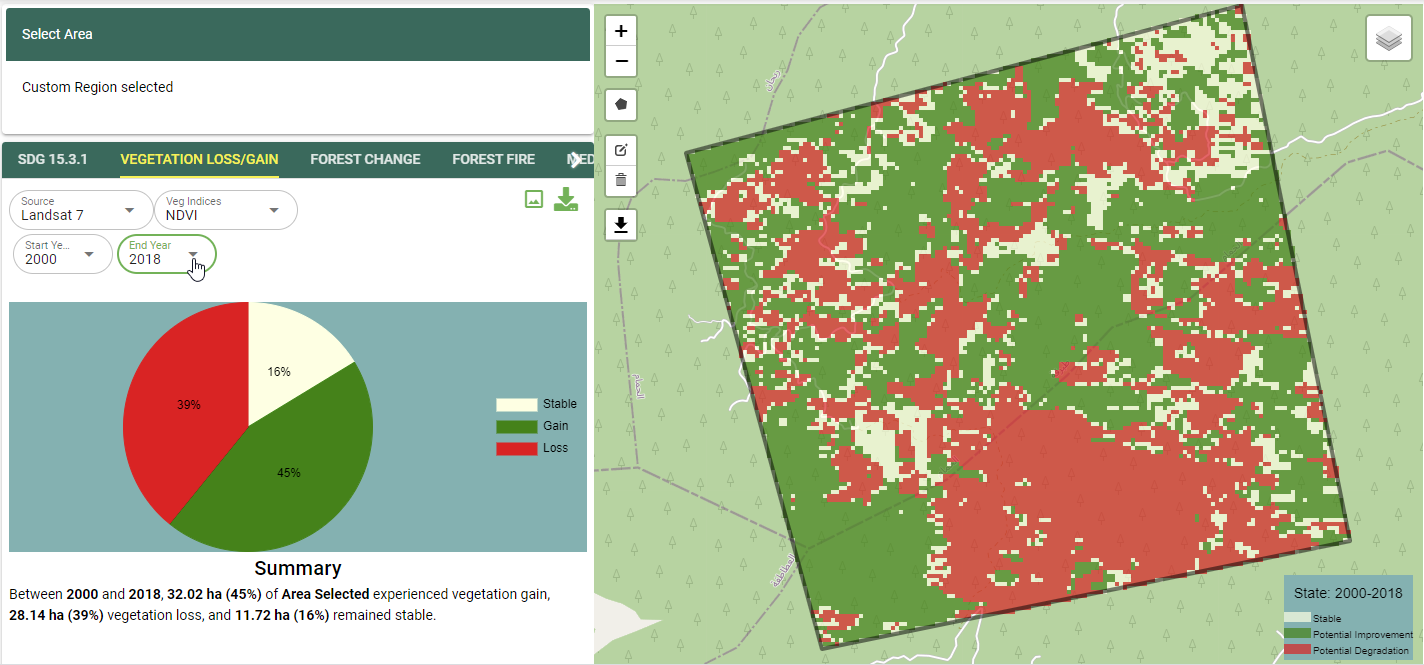 Select Area
Custom Region selected
SDG 15.3.1 VEGETATION LOSS/GAIN FOREST CHANGE FOREST FIRE MED
Source
Landsat 7
Veg Indices
NDVI
Start Ye...
2000
End Year
2018
16%
39%
45%
Stable
Gain
Loss
Summary
Between 2000 and 2018, 32.02 ha (45%) of Area Selected experienced vegetation gain,
28.14 ha (39%) vegetation loss, and 11.72 ha (16%) remained stable.
+
−
State: 2000-2018
Stable
Potential Improvement
Potential Degradation